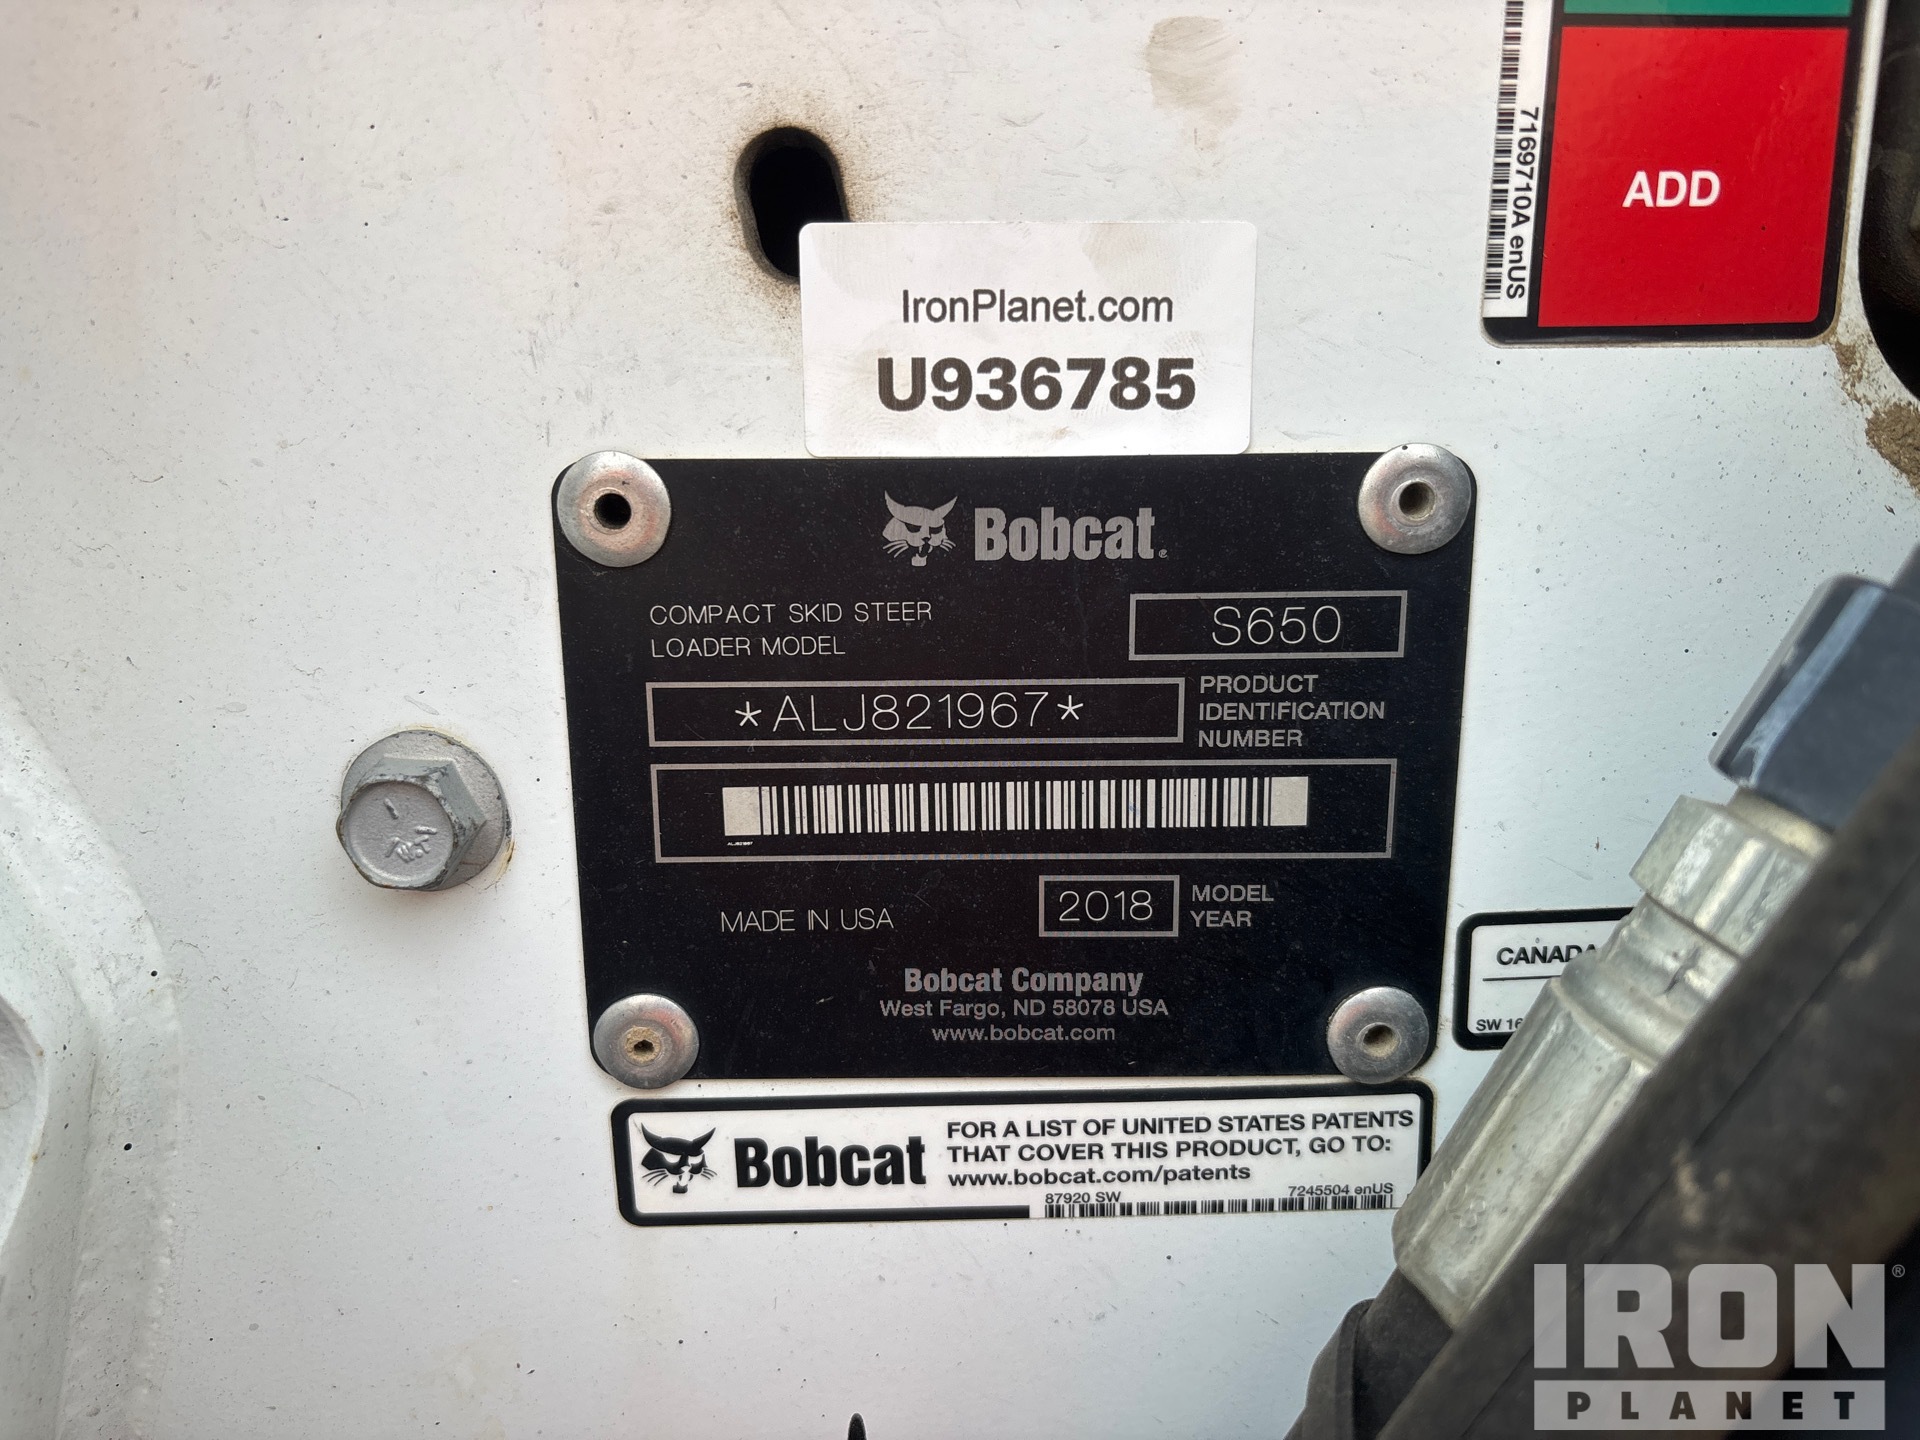 ADD
7169710A enUS
IronPlanet.com
U936785
Bobcat®
COMPACT SKID STEER
LOADER MODEL
S650
*ALJ821967*
PRODUCT
IDENTIFICATION
NUMBER
ALJ821967
MADE IN USA
2018
MODEL
YEAR
Bobcat Company
West Fargo, ND 58078 USA
www.bobcat.com
CANADA
SW 16
Bobcat
FOR A LIST OF UNITED STATES PATENTS
THAT COVER THIS PRODUCT, GO TO:
www.bobcat.com/patents
87920 SW
7245504 enUS
IRON®
PLANET